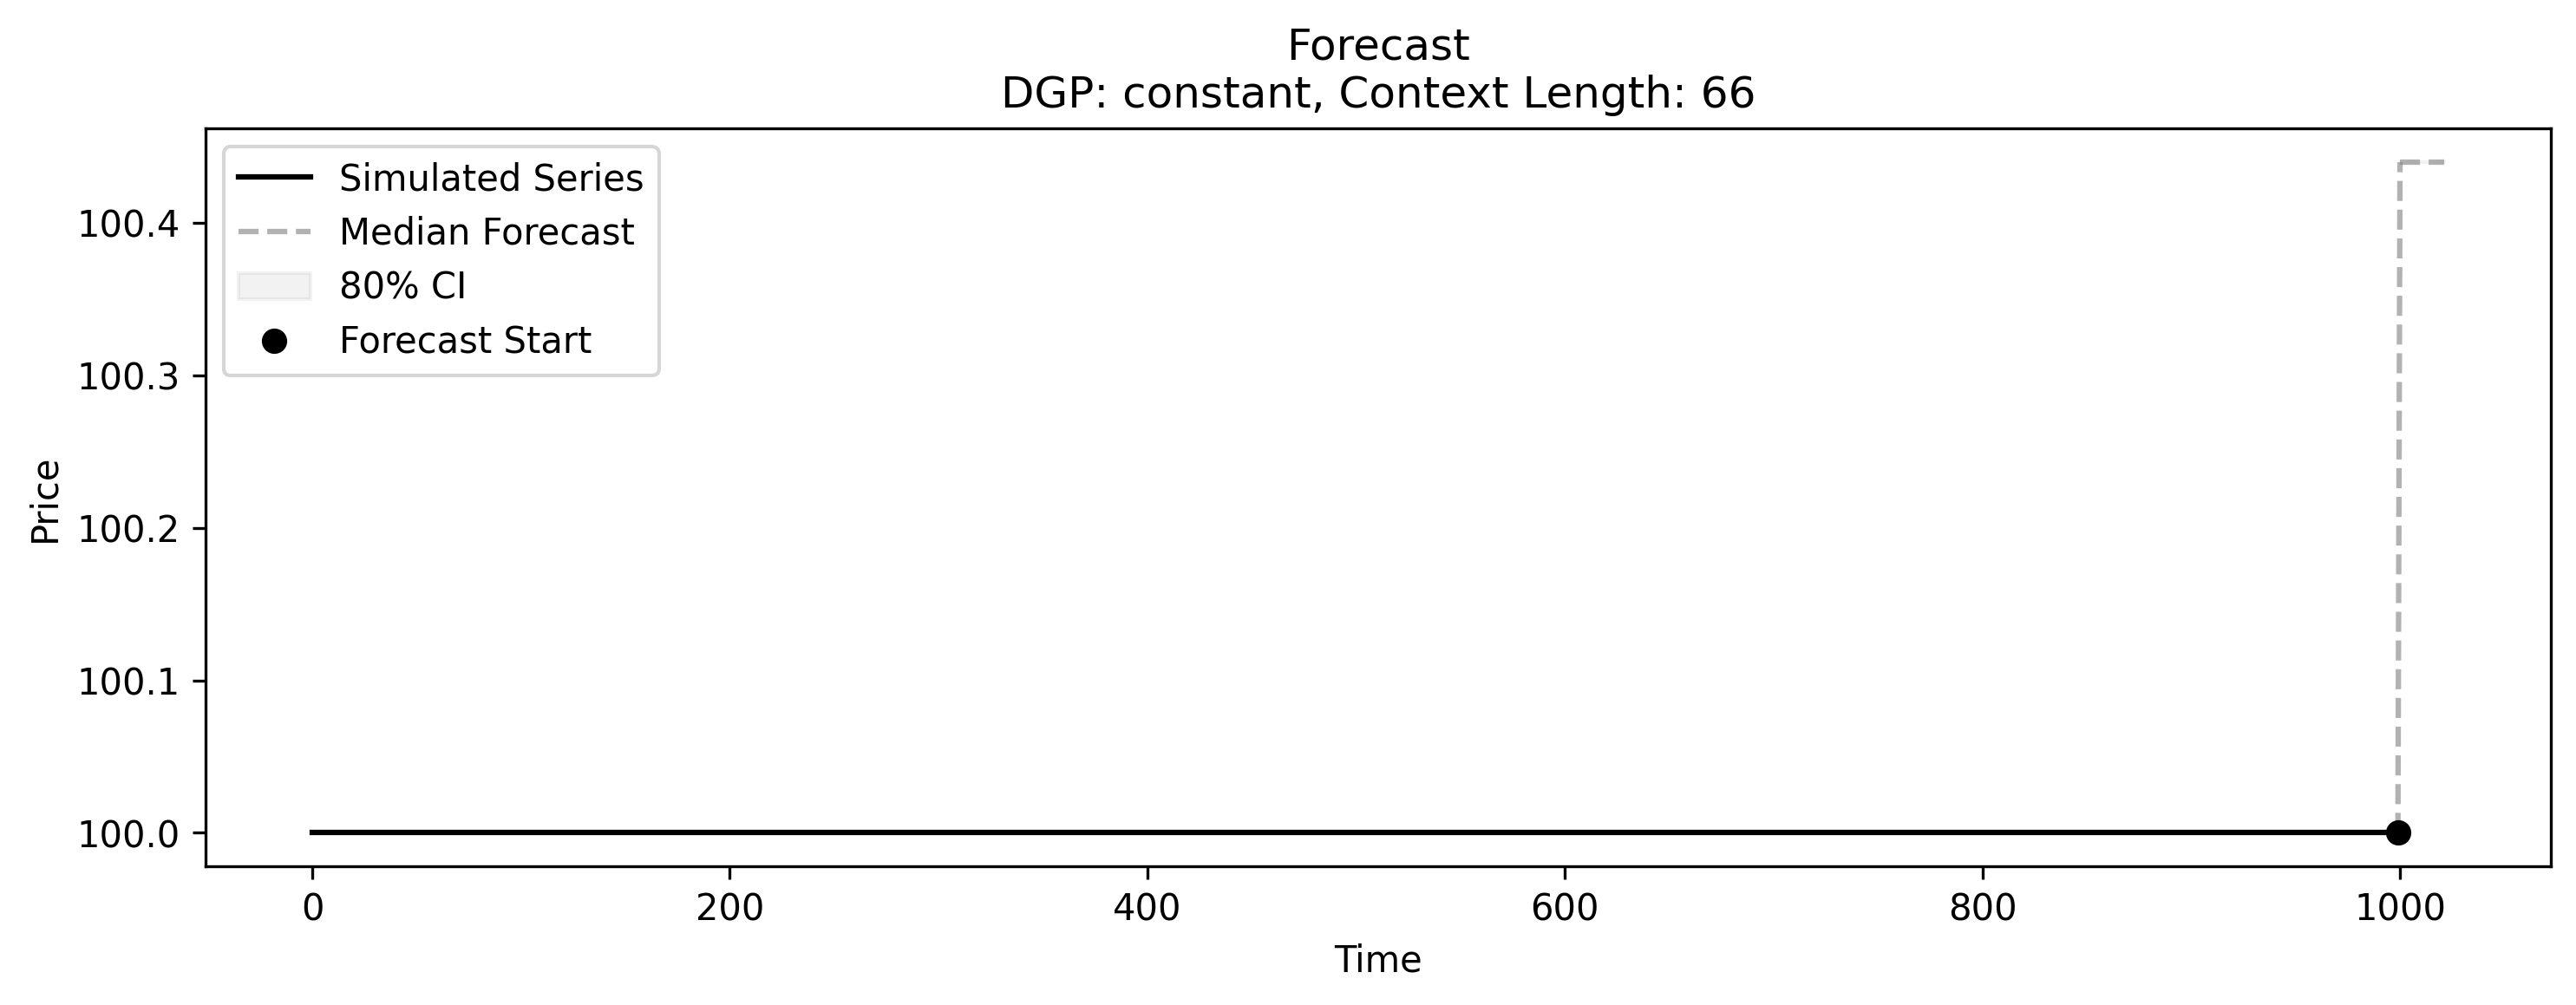 Forecast
DGP: constant, Context Length: 66
Simulated Series
Median Forecast
80% CI
Forecast Start
Price
100.4
100.3
100.2
100.1
100.0
0 200 400 600 800 1000
Time